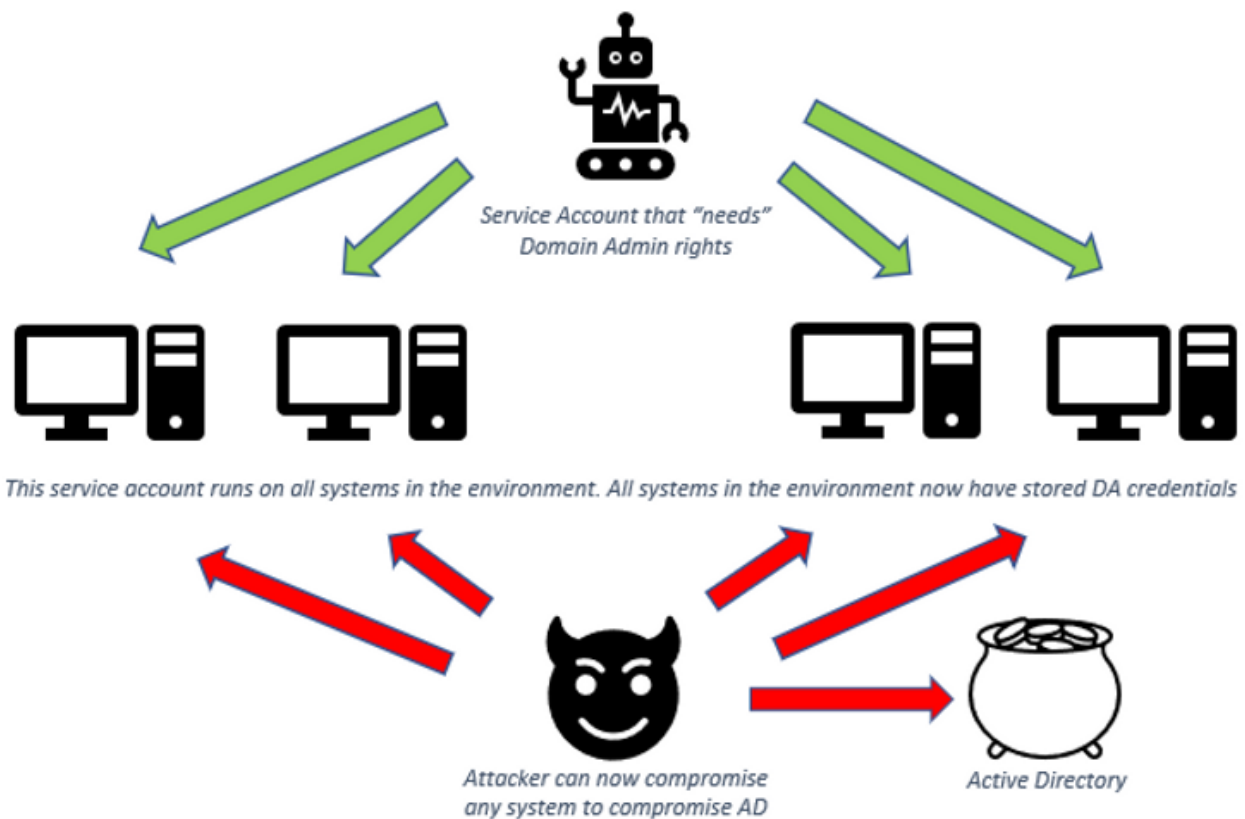 Service Account that “needs”
Domain Admin rights
This service account runs on all systems in the environment. All systems in the environment now have stored DA credentials
Attacker can now compromise
any system to compromise AD
Active Directory